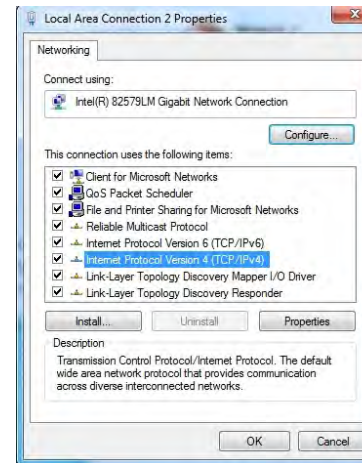 Local Area Connection 2 Properties
Networking
Connect using:
Intel(R) 82579LM Gigabit Network Connection
Configure...
This connection uses the following items:
Client for Microsoft Networks
QoS Packet Scheduler
File and Printer Sharing for Microsoft Networks
Reliable Multicast Protocol
Internet Protocol Version 6 (TCP/IPv6)
Internet Protocol Version 4 (TCP/IPv4)
Link-Layer Topology Discovery Mapper I/O Driver
Link-Layer Topology Discovery Responder
Install... Uninstall Properties
Description
Transmission Control Protocol/Internet Protocol. The default
wide area network protocol that provides communication
across diverse interconnected networks.
OK Cancel